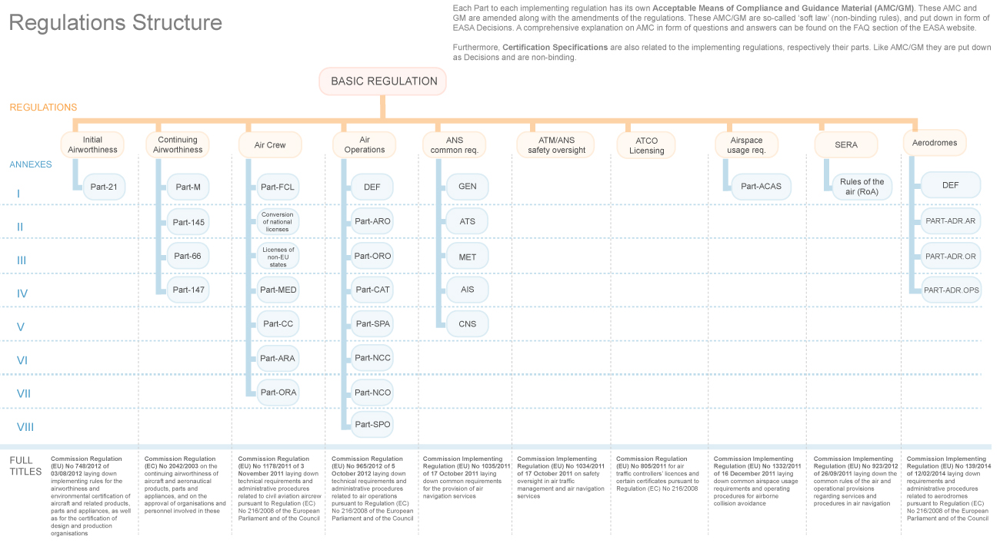 Regulations Structure
Each Part to each implementing regulation has its own Acceptable Means of Compliance and Guidance Material (AMC/GM). These AMC and
GM are amended along with the amendments of the regulations. These AMC/GM are so-called ‘soft law’ (non-binding rules), and put down in form of
EASA Decisions. A comprehensive explanation on AMC in form of questions and answers can be found on the FAQ section of the EASA website.
Furthermore, Certification Specifications are also related to the implementing regulations, respectively their parts. Like AMC/GM they are put down
as Decisions and are non-binding.
BASIC REGULATION
REGULATIONS
Initial
Airworthiness
Continuing
Airworthiness
Air Crew
Air
Operations
ANS
common req.
ATM/ANS
safety oversight
ATCO
Licensing
Airspace
usage req.
SERA
Aerodromes
ANNEXES
I
Part-21
Part-M
Part-FCL
DEF
GEN
Part-ACAS
Rules of the
air (RoA)
DEF
II
Part-145
Conversion
of national
licenses
Part-ARO
ATS
PART-ADR.AR
III
Part-66
Licenses of
non-EU
states
Part-ORO
MET
PART-ADR.OR
IV
Part-147
Part-MED
Part-CAT
AIS
PART-ADR.OPS
V
Part-CC
Part-SPA
CNS
VI
Part-ARA
Part-NCC
VII
Part-ORA
Part-NCO
VIII
Part-SPO
FULL
TITLES
Commission Regulation
(EU) No 748/2012 of
03/08/2012 laying down
implementing rules for the
airworthiness and
environmental certification of
aircraft and related products,
parts and appliances, as well
as for the certification of
design and production
organisations
Commission Regulation
(EC) No 2042/2003 on the
continuing airworthiness of
aircraft and aeronautical
products, parts and
appliances, and on the
approval of organisations and
personnel involved in these
Commission Regulation
(EU) No 1178/2011 of 3
November 2011 laying down
technical requirements and
administrative procedures
related to civil aviation aircrew
pursuant to Regulation (EC)
No 216/2008 of the European
Parliament and of the Council
Commission Regulation
(EU) No 965/2012 of 5
October 2012 laying down
technical requirements and
administrative procedures
related to air operations
pursuant to Regulation (EC)
No 216/2008 of the European
Parliament and of the Council
Commission Implementing
Regulation (EU) No 1035/2011
of 17 October 2011 laying
down common requirements
for the provision of air
navigation services
Commission Implementing
Regulation (EU) No 1034/2011
of 17 October 2011 on safety
oversight in air traffic
management and air navigation
services
Commission Regulation
(EU) No 805/2011 for air
traffic controllers’ licences and
certain certificates pursuant to
Regulation (EC) No 216/2008
Commission Implementing
Regulation (EU) No 1332/2011
of 16 December 2011 laying
down common airspace usage
requirements and operating
procedures for airborne
collision avoidance
Commission Implementing
Regulation (EU) No 923/2012
of 26/09/2011 laying down the
common rules of the air and
operational provisions
regarding services and
procedures in air navigation
Commission Implementing
Regulation (EU) No 139/2014
of 12/02/2014 laying down
requirements and
administrative procedures
related to aerodromes
pursuant to Regulation (EC)
No 216/2008 of the European
Parliament and of the Council